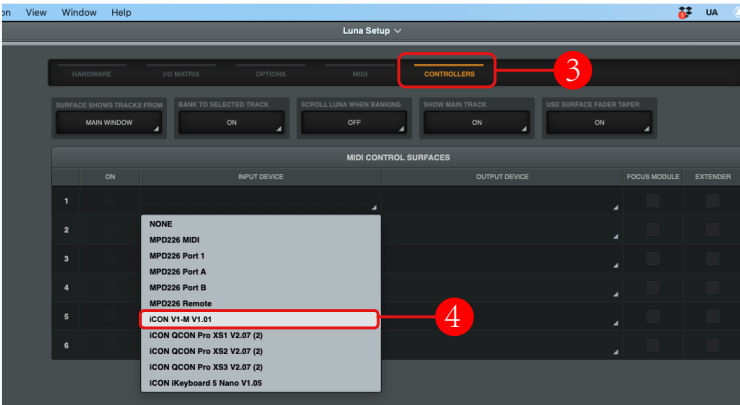 on View Window Help UA
Luna Setup
HARDWARE I/O MATRIX OPTIONS MIDI CONTROLLERS 3
SURFACE SHOWS TRACKS FROM BANK TO SELECTED TRACK SCROLL LUNA WHEN BANKING SHOW MAIN TRACK USE SURFACE FADER TAPER
MAIN WINDOW ON OFF ON ON
MIDI CONTROL SURFACES
ON INPUT DEVICE OUTPUT DEVICE FOCUS MODULE EXTENDER
1
2 NONE
MPD226 MIDI
3 MPD226 Port 1
MPD226 Port A
4 MPD226 Port B
MPD226 Remote
5 iCON V1-M V1.01 4
iCON QCON Pro XS1 V2.07 (2)
6 iCON QCON Pro XS2 V2.07 (2)
iCON QCON Pro XS3 V2.07 (2)
iCON iKeyboard 5 Nano V1.05